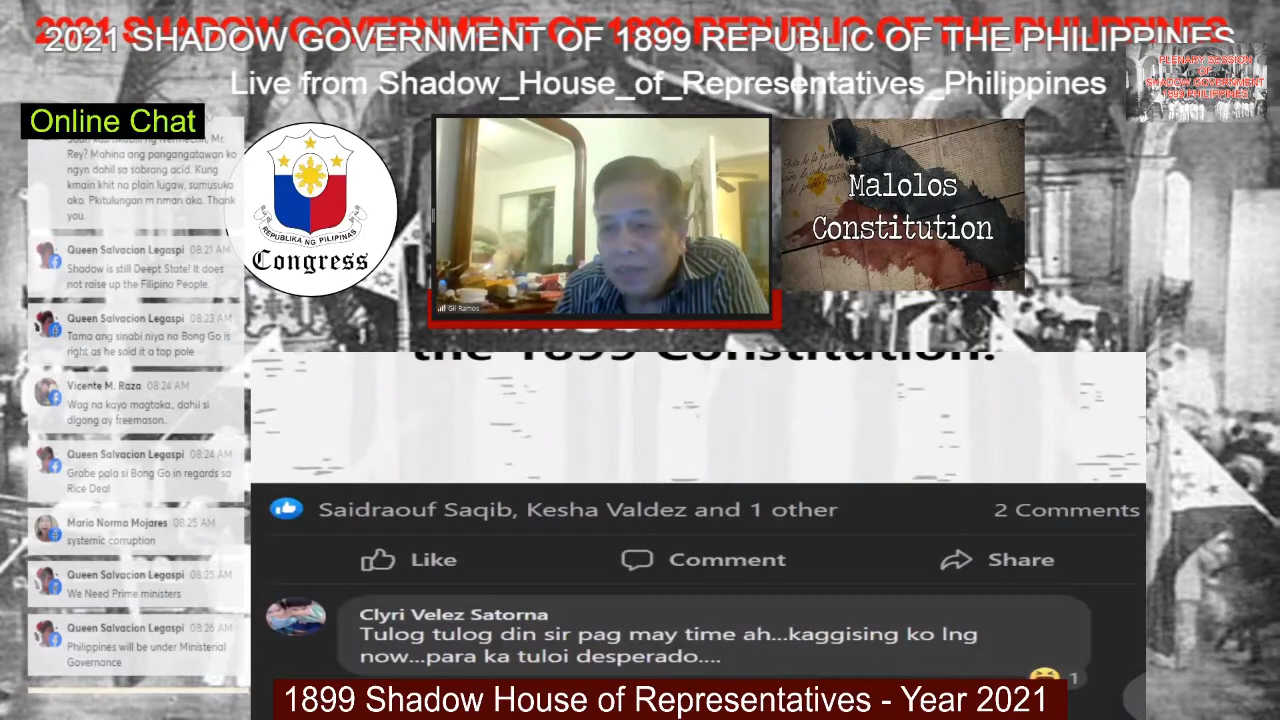 2021 SHADOW GOVERNMENT OF 1899 REPUBLIC OF THE PHILIPPINES
Live from Shadow_House_of_Representatives_Philippines
PLENARY SESSION
OF
SHADOW GOVERNMENT
1899 PHILIPPINES
Online Chat
Rey? Mahina ang pangangatawan ko
ngyn dahil sa sobrang acid. Kung
kmain khit na plain lugaw, sumusuka
ako. Pkitulungan m nman ako. Thank
you.
Queen Salvacion Legaspi 08:21 AM
Shadow is still Deept State! It does
not raise up the Filipino People.
Queen Salvacion Legaspi 08:23 AM
Tama ang sinabi niya na Bong Go is
right as he said it a top pole
Vicente M. Raza 08:24 AM
Wag na kayo magtaka,, dahil si
digong ay freemason..
Queen Salvacion Legaspi 08:24 AM
Grabe pala si Bong Go in regards sa
Rice Deal
Maria Norma Mojares 08:25 AM
systemic corruption
Queen Salvacion Legaspi 08:25 AM
We Need Prime ministers
Queen Salvacion Legaspi 08:26 AM
Philippines will be under Ministerial
Governance
REPUBLIKA NG PILIPINAS
Congress
Gil Ramos
Malolos
Constitution
the 1899 Constitution.
Saidraouf Saqib, Kesha Valdez and 1 other 2 Comments
Like Comment Share
Clyri Velez Satorna
Tulog tulog din sir pag may time ah...kaggising ko lng
now...para ka tuloi desperado....
1
1899 Shadow House of Representatives - Year 2021